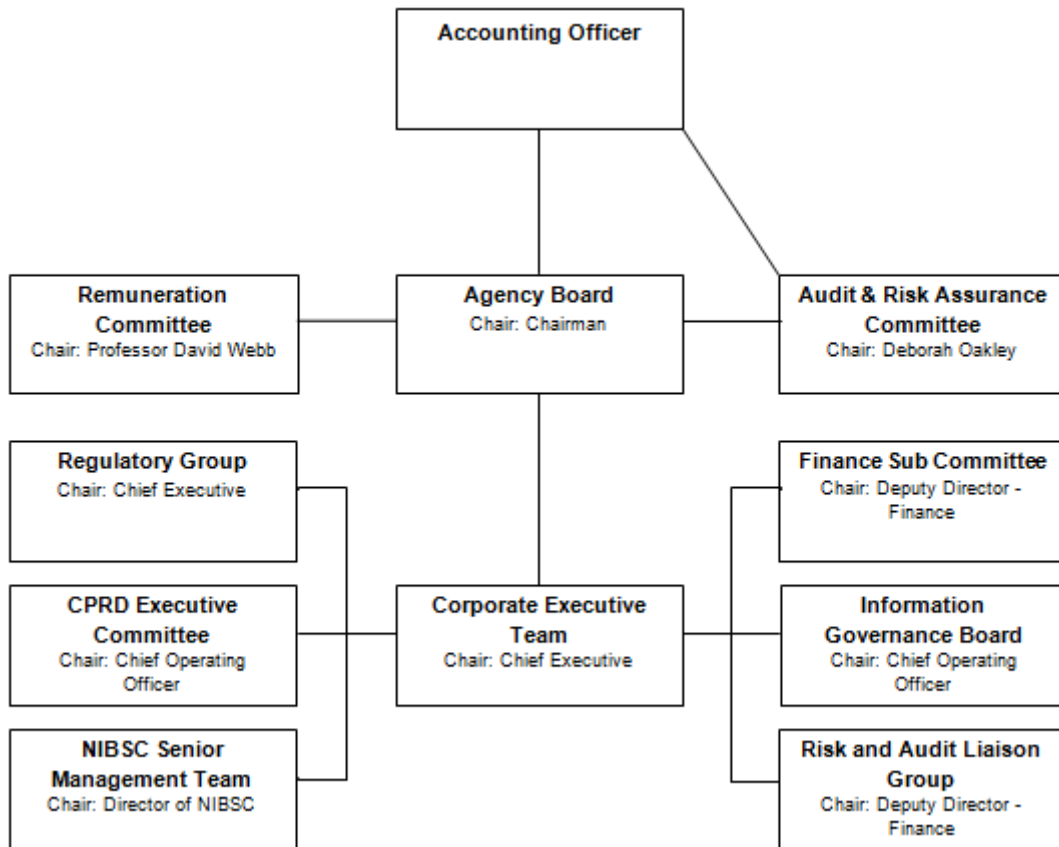 Accounting Officer
Remuneration
Committee
Chair: Professor David Webb
Agency Board
Chair: Chairman
Audit & Risk Assurance
Committee
Chair: Deborah Oakley
Regulatory Group
Chair: Chief Executive
Finance Sub Committee
Chair: Deputy Director -
Finance
CPRD Executive
Committee
Chair: Chief Operating
Officer
Corporate Executive
Team
Chair: Chief Executive
Information
Governance Board
Chair: Chief Operating
Officer
NIBSC Senior
Management Team
Chair: Director of NIBSC
Risk and Audit Liaison
Group
Chair: Deputy Director -
Finance